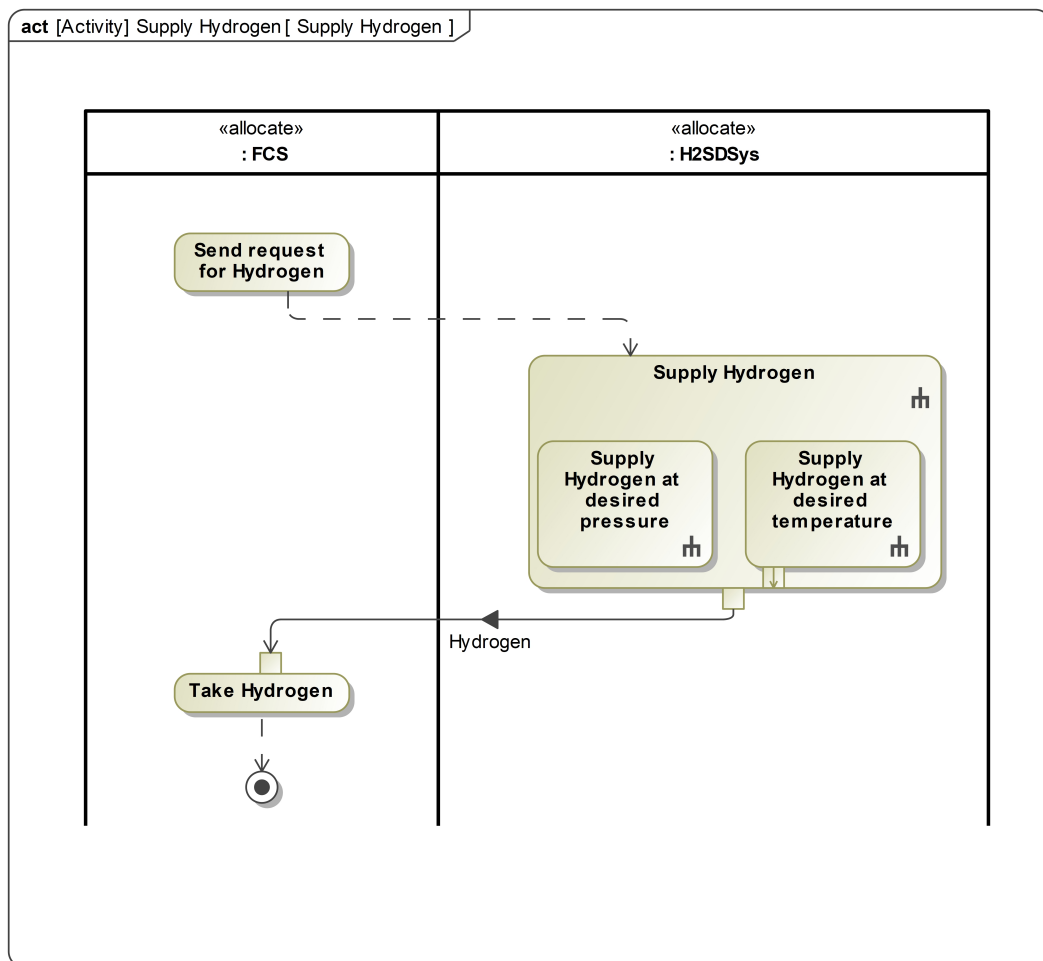 act [Activity] Supply Hydrogen [ Supply Hydrogen ]
«allocate»
: FCS
«allocate»
: H2SDSys
Send request
for Hydrogen
Supply Hydrogen
Supply
Hydrogen at
desired
pressure
Supply
Hydrogen at
desired
temperature
Hydrogen
Take Hydrogen